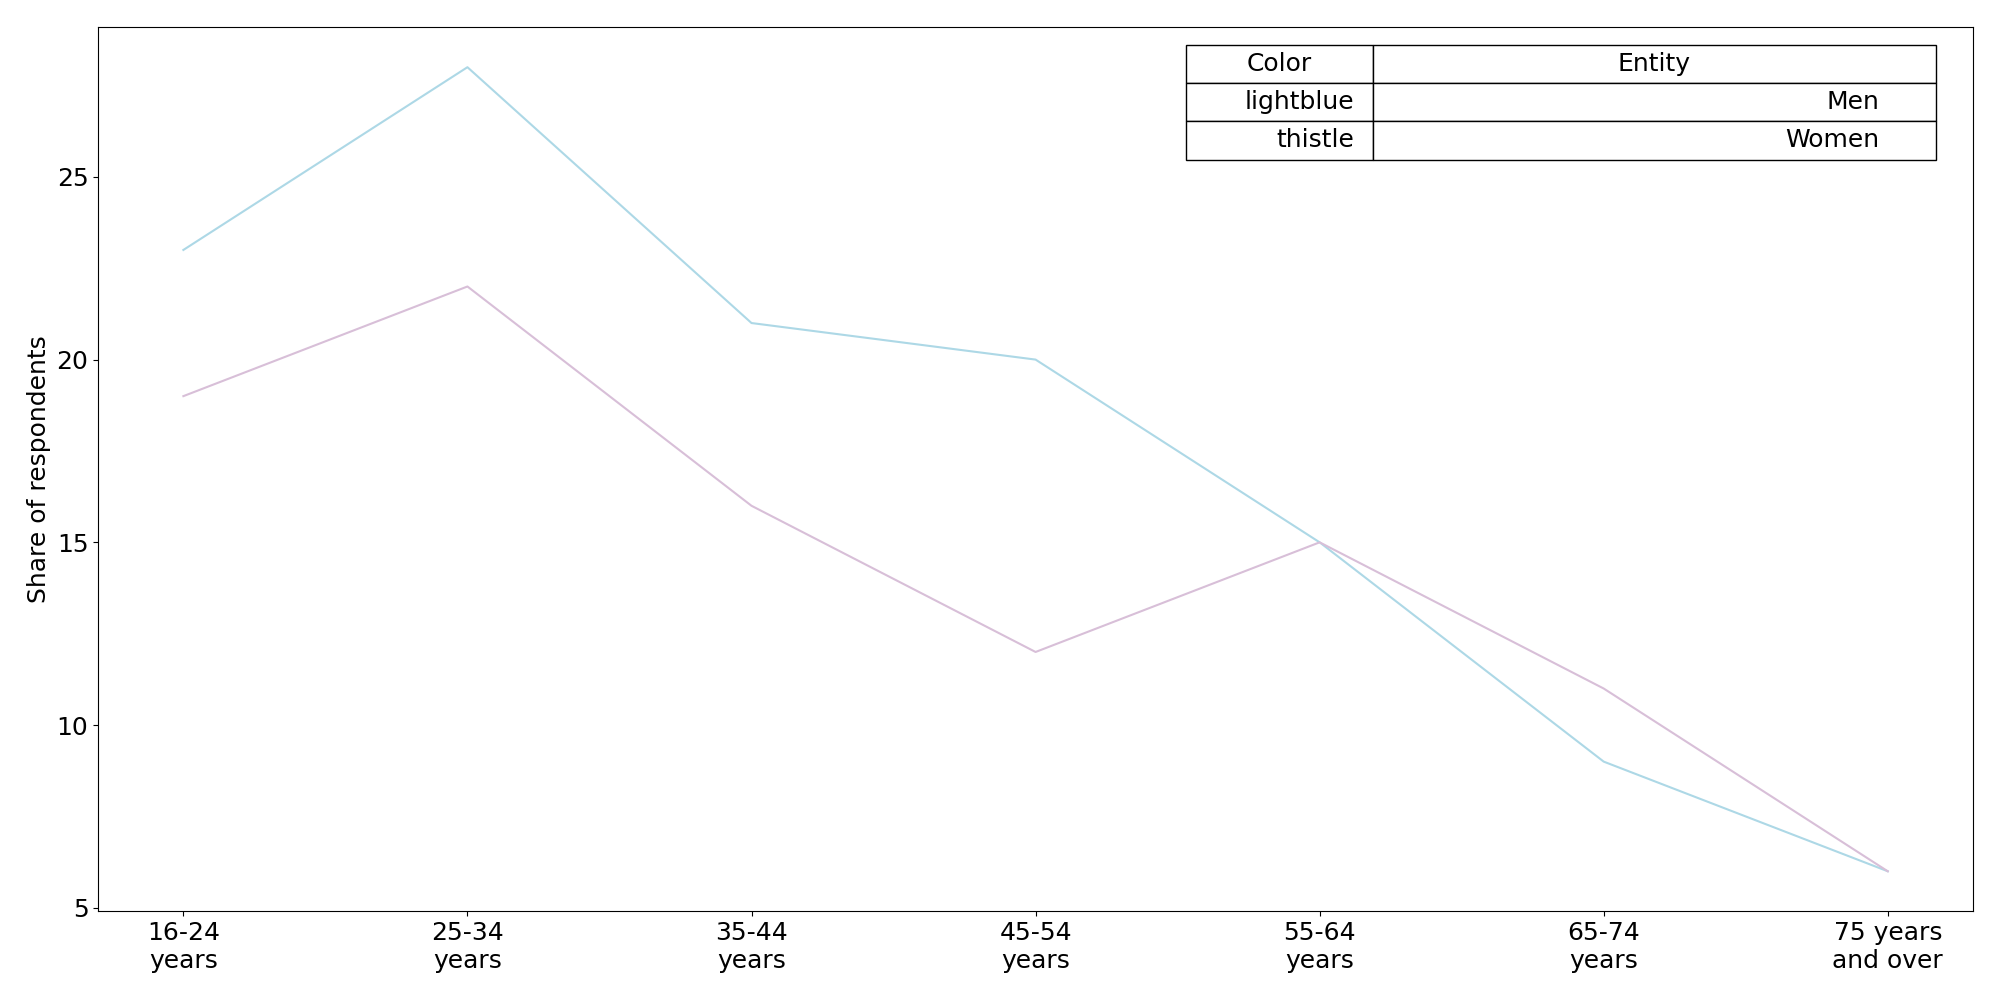 Color Entity
lightblue Men
thistle Women
Share of respondents
25
20
15
10
5
16-24 years
25-34 years
35-44 years
45-54 years
55-64 years
65-74 years
75 years and over